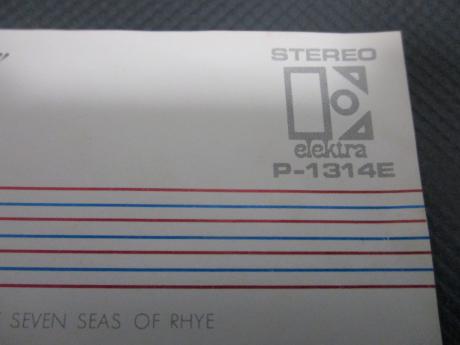 STEREO
elektra
P-1314E
SEVEN SEAS OF RHYE